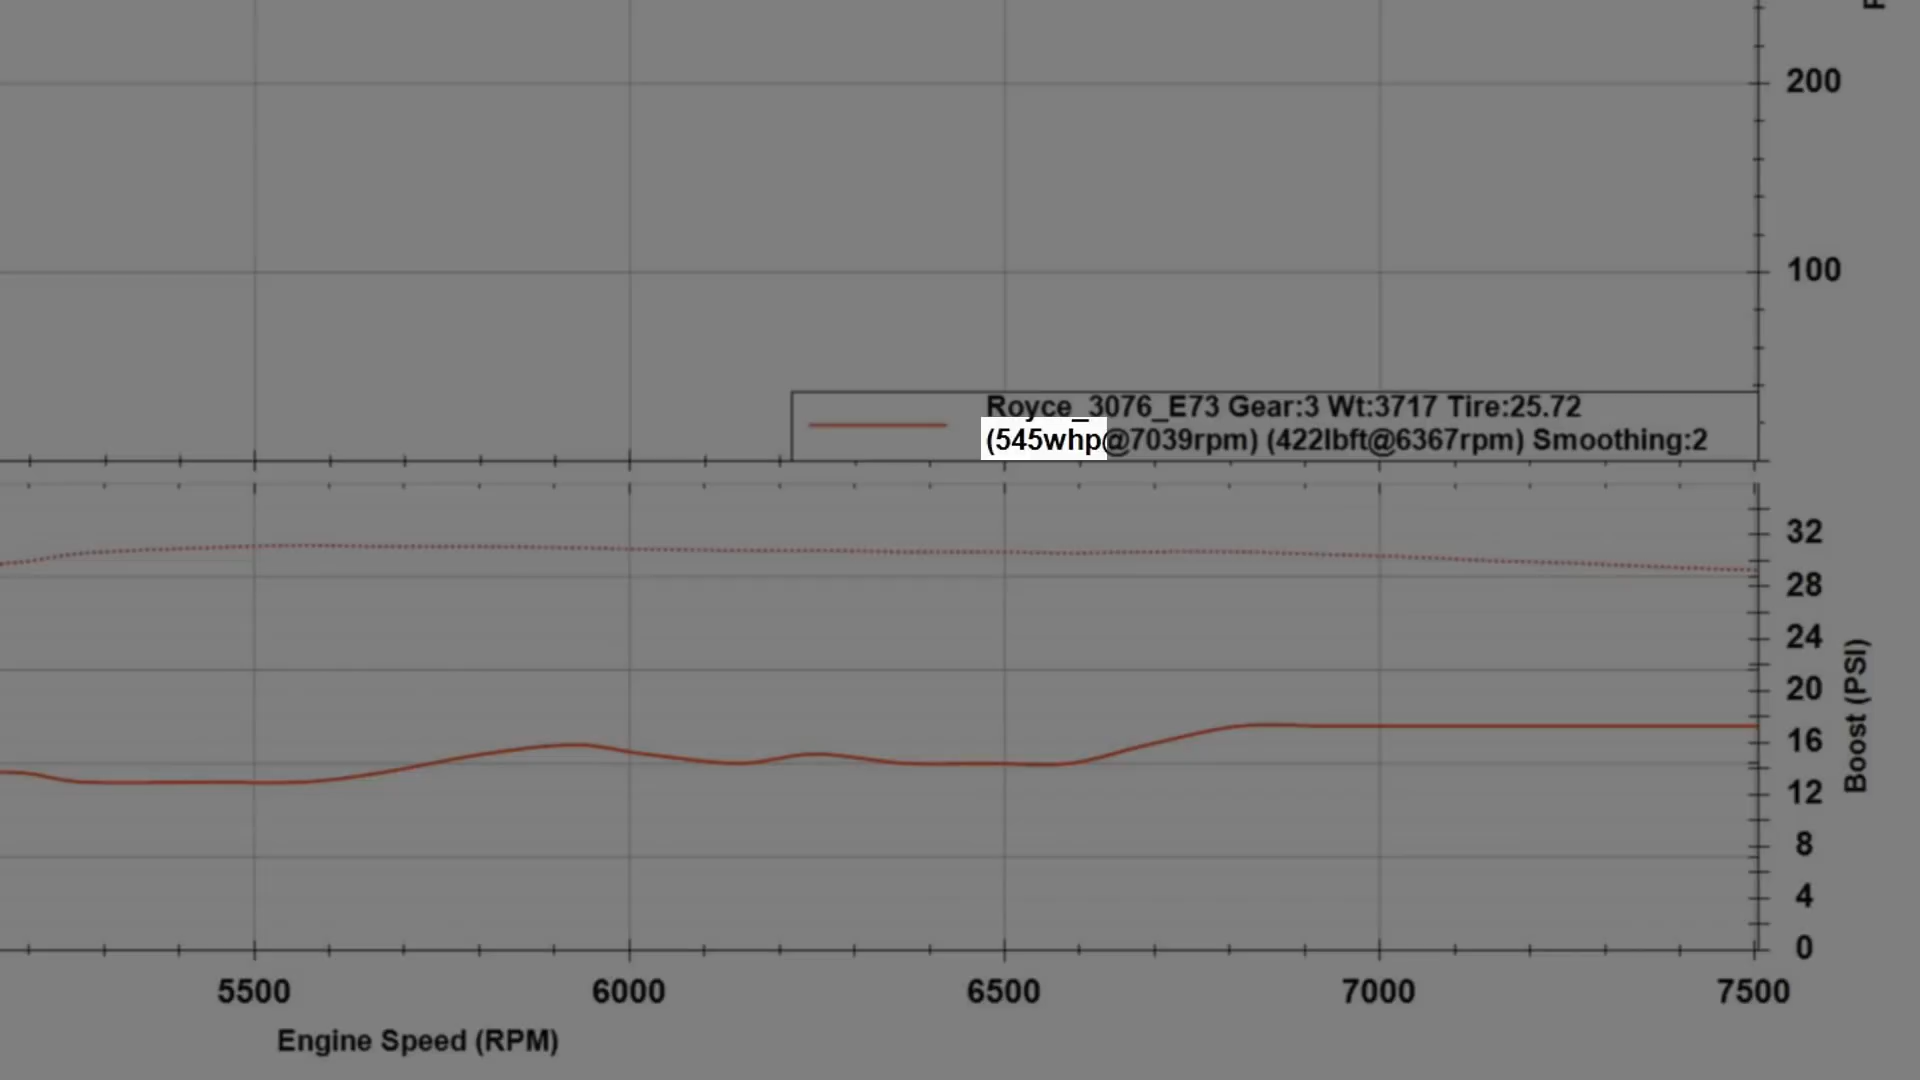 200
100
Royce_3076_E73 Gear:3 Wt:3717 Tire:25.72
(545whp@7039rpm) (422lbft@6367rpm) Smoothing:2
32
28
24
20
16
12
8
4
0
Boost (PSI)
5500 6000 6500 7000 7500
Engine Speed (RPM)